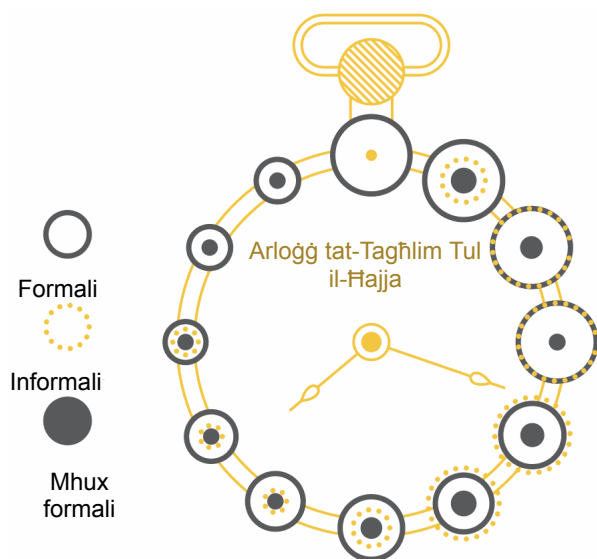 Arloġġ tat-Tagħlim Tul
il-Ħajja
Formali
Informali
Mhux
formali